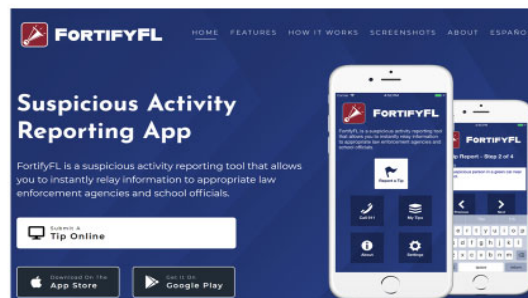 FORTIFYFL
HOME FEATURES HOW IT WORKS SCREENSHOTS ABOUT ESPAÑO
Suspicious Activity
Reporting App
FortifyFL is a suspicious activity reporting tool that allows
you to instantly relay information to appropriate law
enforcement agencies and school officials.
Submit A
Tip Online
Download On The
App Store
Get It On
Google Play
FORTIFYFL
FortifyFL is a suspicious activity reporting tool
that allows you to instantly relay information
to appropriate law enforcement agencies and
school officials.
Report a Tip
Call 911
My Tips
About
Settings
FORTIFYFL
Report - Step 2 of 4
Previous
Next
e r t y u i o p
d f g h j k l
c v b n m